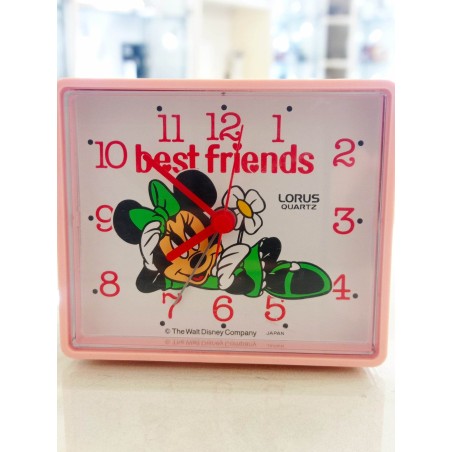 11 12 1
10 2
best friends
LORUS
QUARTZ
9 3
8 4
7 6 5
© The Walt Disney Company JAPAN